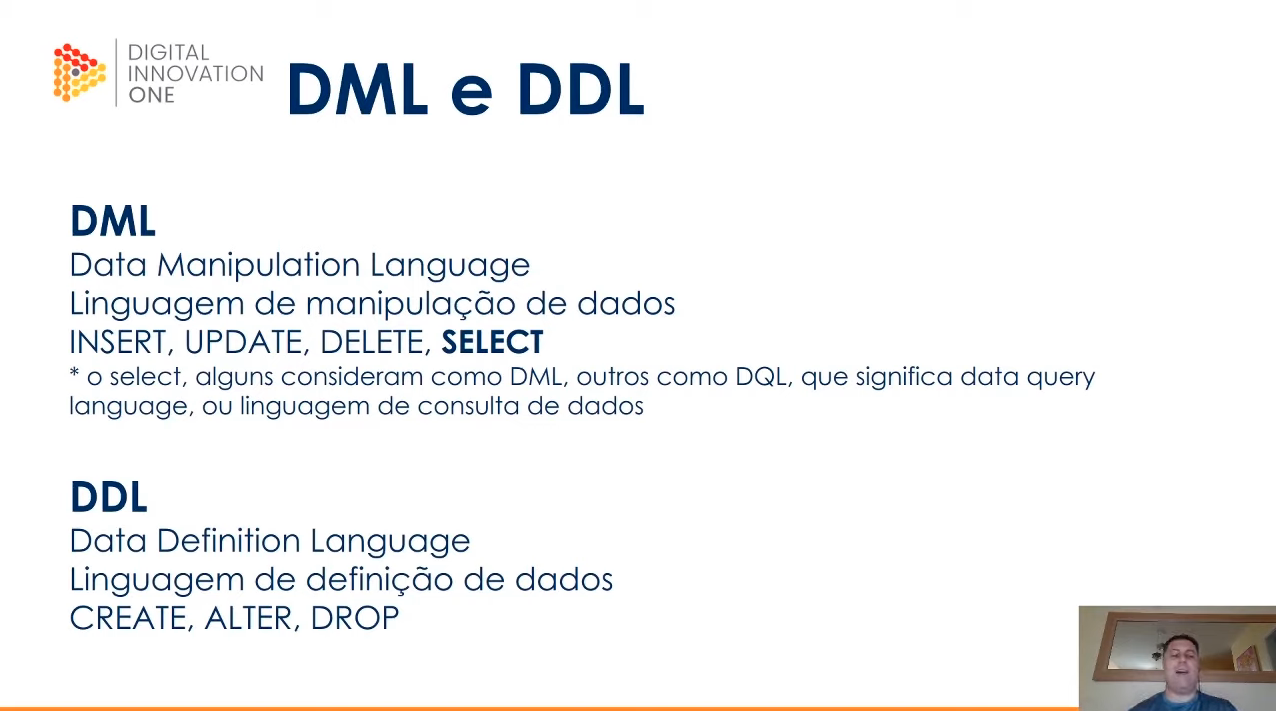 DIGITAL
INNOVATION
ONE
DML e DDL
DML
Data Manipulation Language
Linguagem de manipulação de dados
INSERT, UPDATE, DELETE, SELECT
* o select, alguns consideram como DML, outros como DQL, que significa data query
language, ou linguagem de consulta de dados
DDL
Data Definition Language
Linguagem de definição de dados
CREATE, ALTER, DROP